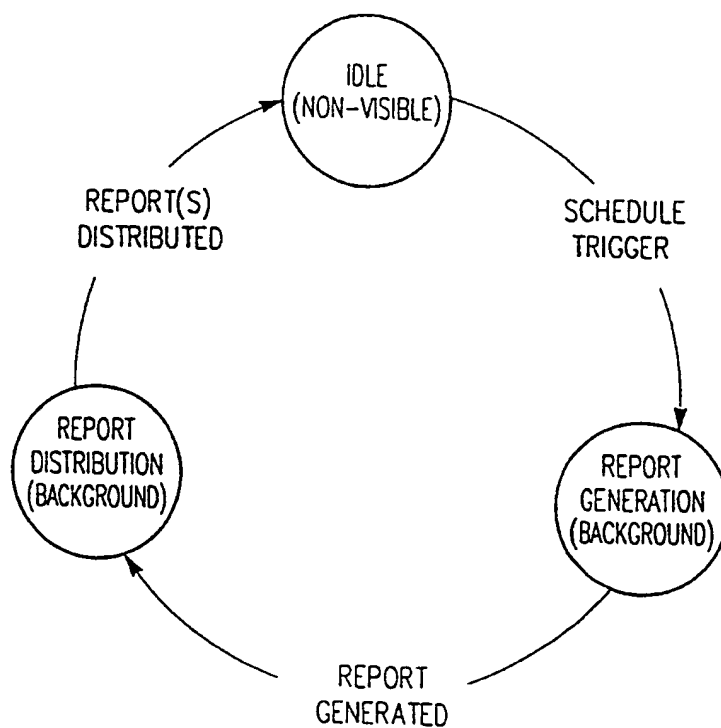 IDLE
(NON-VISIBLE)
SCHEDULE
TRIGGER
REPORT
GENERATION
(BACKGROUND)
REPORT
GENERATED
REPORT
DISTRIBUTION
(BACKGROUND)
REPORT(S)
DISTRIBUTED